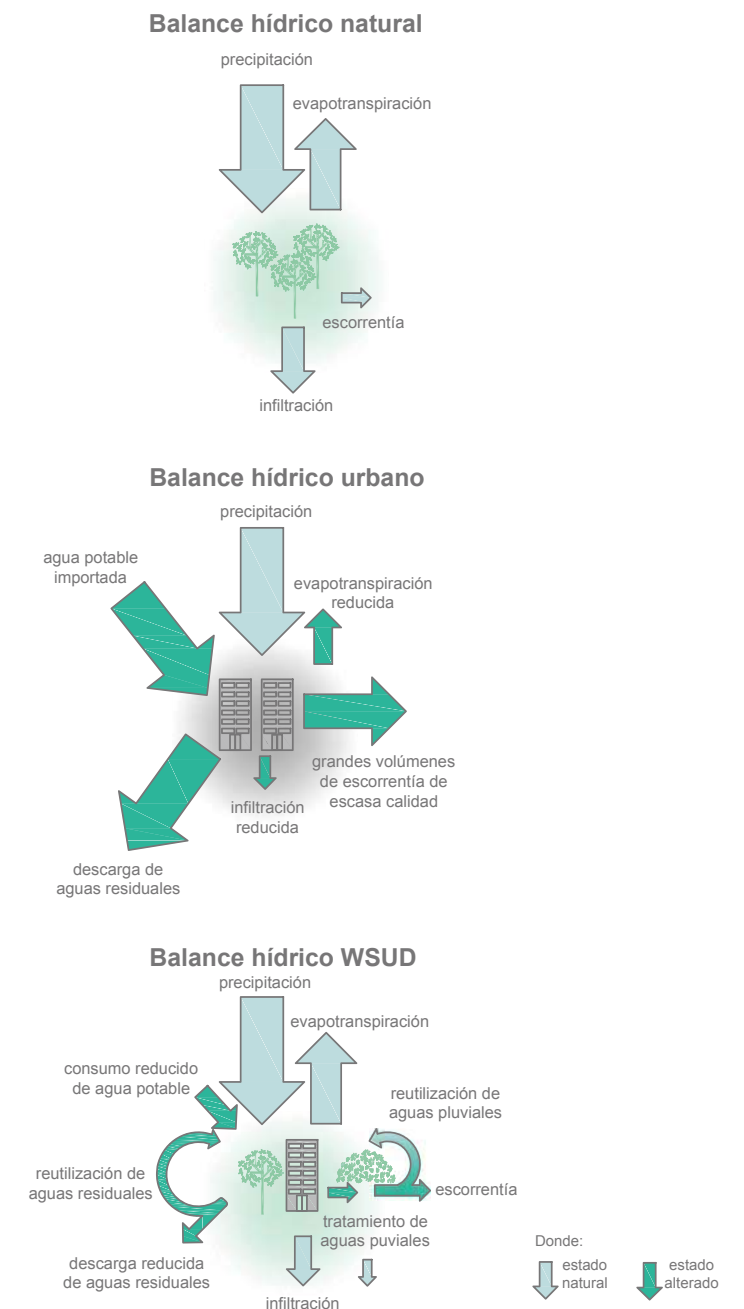 Balance hídrico natural
precipitación
evapotranspiración
escorrentía
infiltración
Balance hídrico urbano
precipitación
agua potable
importada
evapotranspiración
reducida
grandes volúmenes
de escorrentía de
escasa calidad
infiltración
reducida
descarga de
aguas residuales
Balance hídrico WSUD
precipitación
evapotranspiración
consumo reducido
de agua potable
reutilización de
aguas pluviales
reutilización de
aguas residuales
escorrentía
tratamiento de
aguas puviales
descarga reducida
de aguas residuales
infiltración
Donde:
estado
natural
estado
alterado